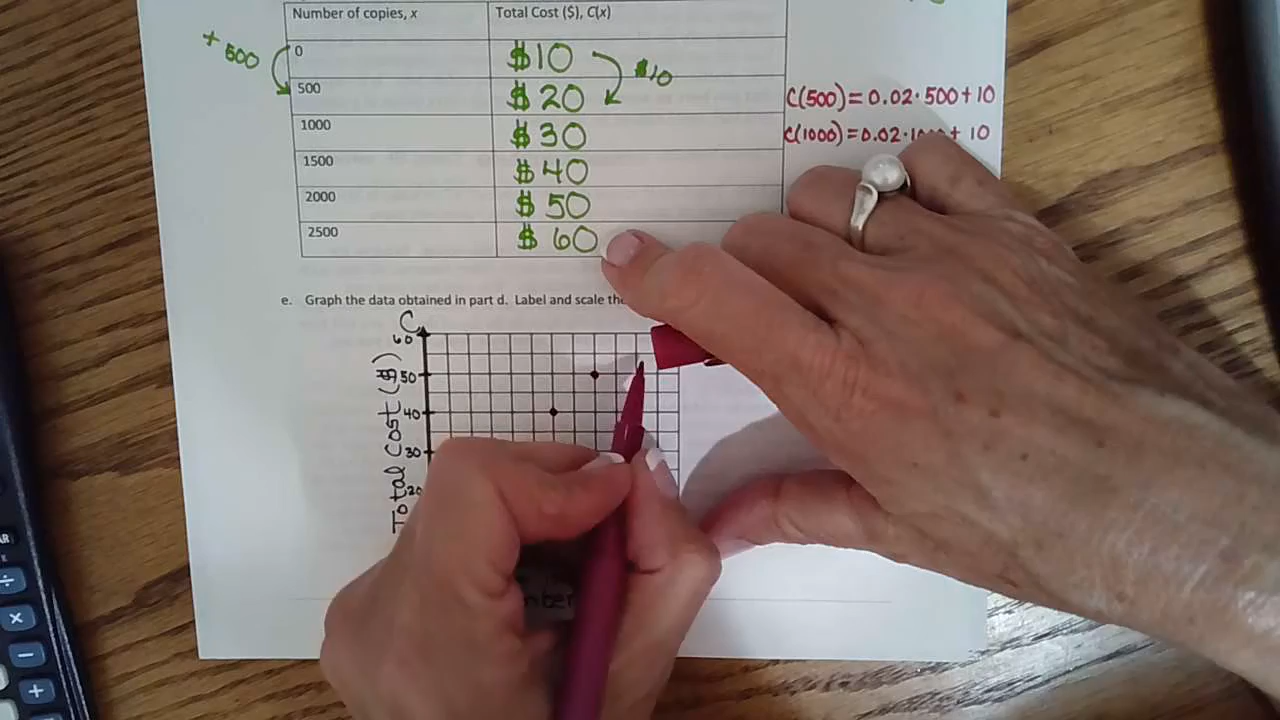 Number of copies, x Total Cost ($), C(x)
+ 500
0 $10
$10
500 $20
C(500) = 0.02·500+10
1000 $30
C(1000) = 0.02·1000+ 10
1500 $40
2000 $50
2500 $60
e. Graph the data obtained in part d. Label and scale the
C
60
50
40
30
20
Total Cost ($)